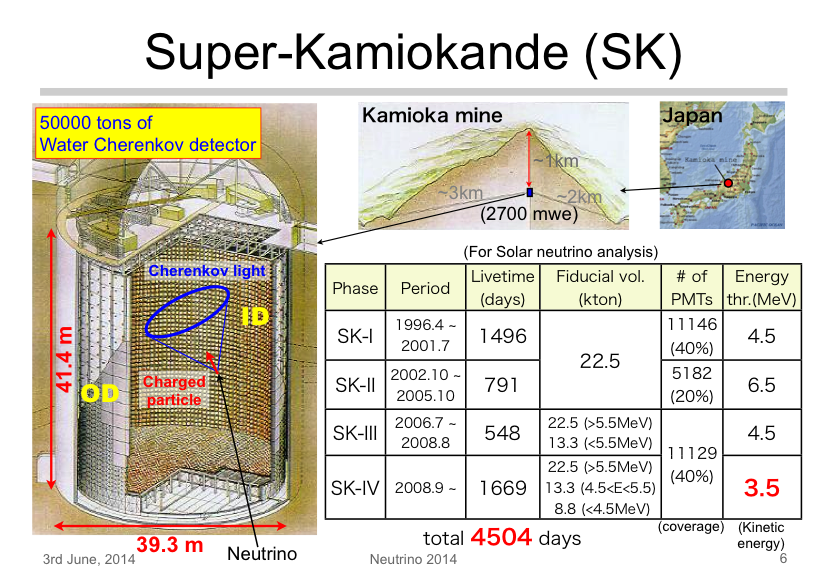 Super-Kamiokande (SK)
50000 tons of
Water Cherenkov detector
Kamioka mine
~1km
~3km
~2km
(2700 mwe)
Japan
Kamioka mine
Cherenkov light
ID
OD
Charged
particle
41.4 m
39.3 m
Neutrino
(For Solar neutrino analysis)
Phase
Period
Livetime
(days)
Fiducial vol.
(kton)
# of
PMTs
Energy
thr.(MeV)
SK-I
1996.4 ~
2001.7
1496
22.5
11146
(40%)
4.5
SK-II
2002.10 ~
2005.10
791
5182
(20%)
6.5
SK-III
2006.7 ~
2008.8
548
22.5 (>5.5MeV)
13.3 (<5.5MeV)
11129
(40%)
4.5
SK-IV
2008.9 ~
1669
22.5 (>5.5MeV)
13.3 (4.5<E<5.5)
8.8 (<4.5MeV)
3.5
(coverage)
(Kinetic
energy)
total 4504 days
3rd June, 2014
Neutrino 2014
6